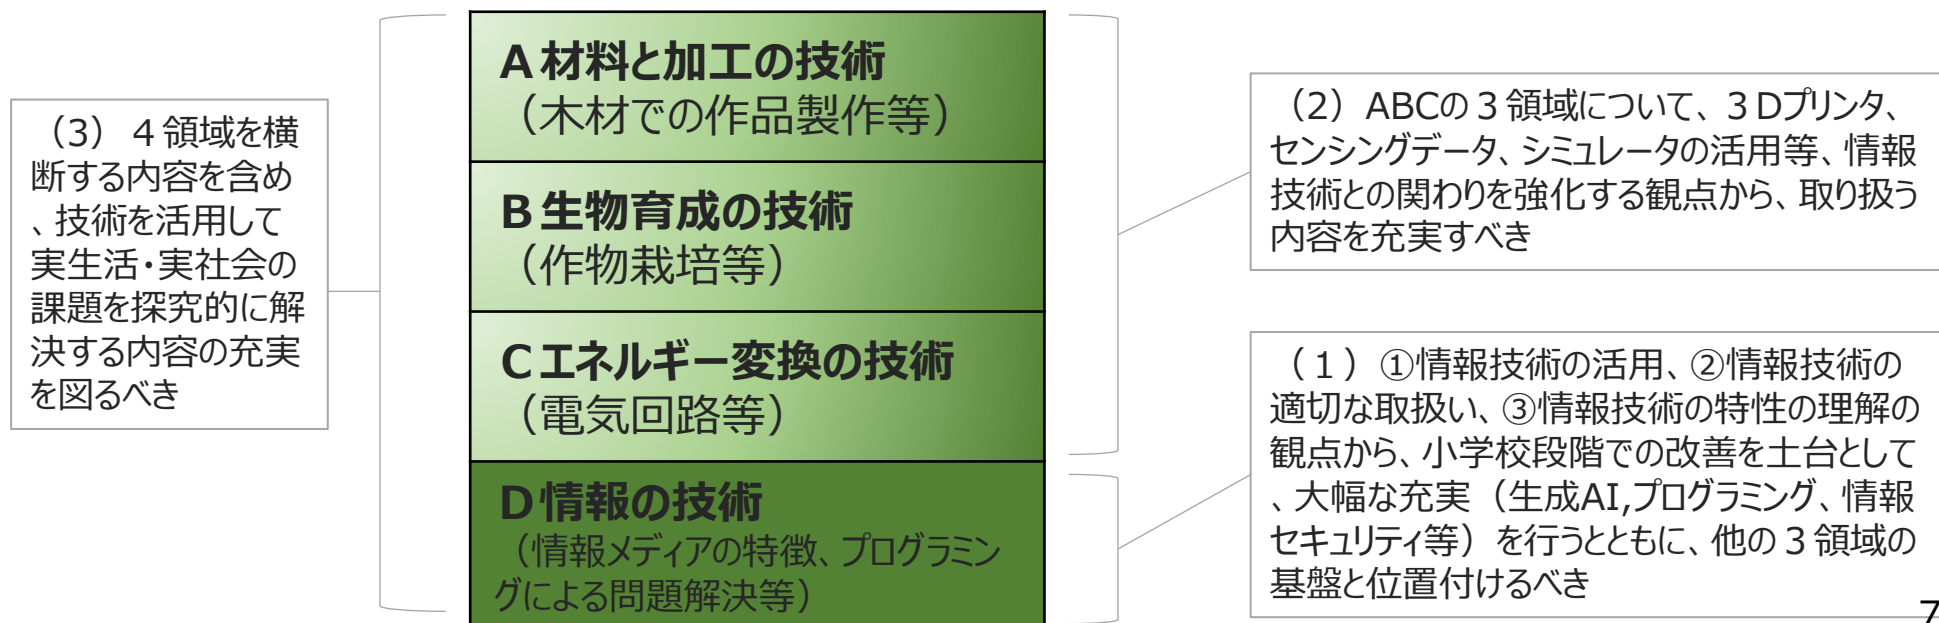 (3) 4領域を横
断する内容を含め
、技術を活用して
実生活・実社会の
課題を探究的に解
決する内容の充実
を図るべき
A材料と加工の技術
（木材での作品製作等）
B生物育成の技術
（作物栽培等）
Cエネルギー変換の技術
（電気回路等）
D情報の技術
（情報メディアの特徴、プログラミン
グによる問題解決等）
（2）ABCの３領域について、３Dプリンタ、
センシングデータ、シミュレータの活用等、情報
技術との関わりを強化する観点から、取り扱う
内容を充実すべき
（１）①情報技術の活用、②情報技術の
適切な取扱い、③情報技術の特性の理解の
観点から、小学校段階での改善を土台として
、大幅な充実（生成AI,プログラミング、情報
セキュリティ等）を行うとともに、他の３領域の
基盤と位置付けるべき
7